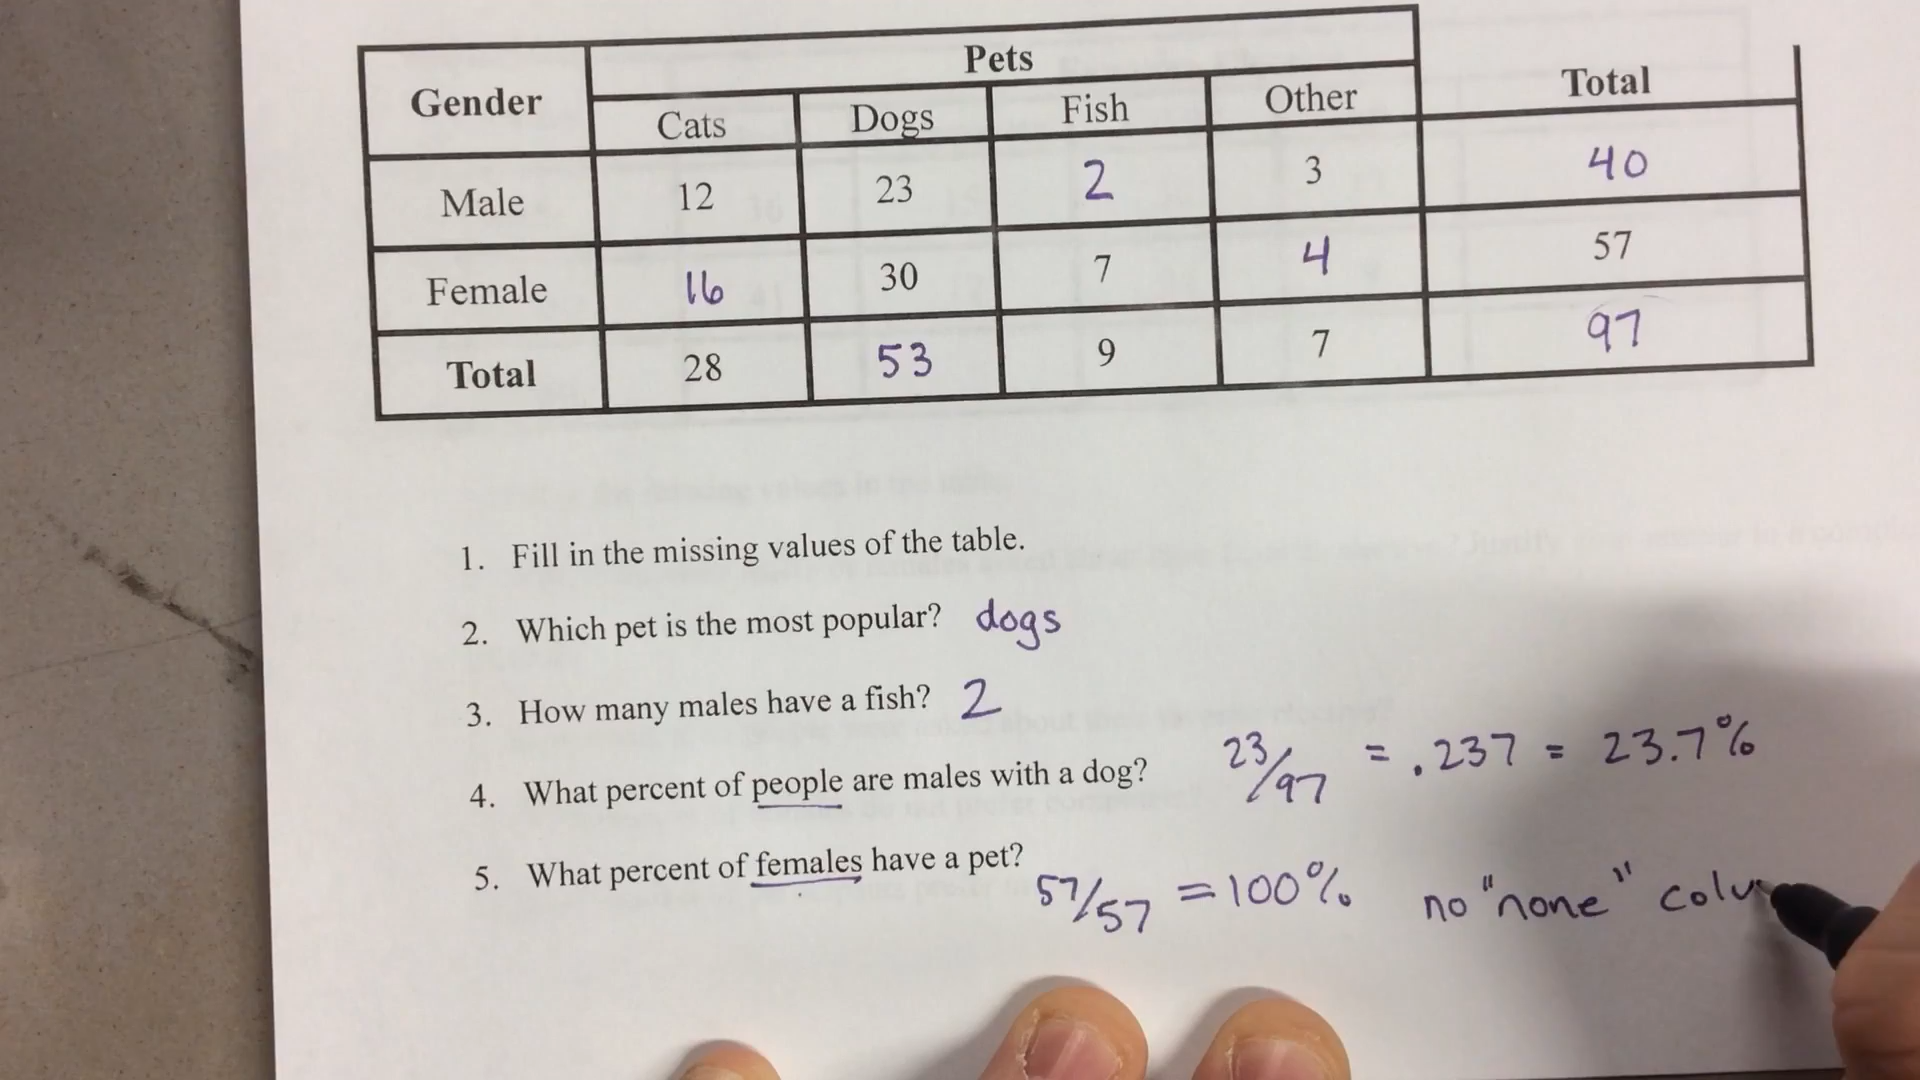 Pets
Gender Total
Cats Dogs Fish Other
Male 12 23 2 3 40
Female 16 30 7 4 57
Total 28 53 9 7 97
1. Fill in the missing values of the table.
2. Which pet is the most popular? dogs
3. How many males have a fish? 2
4. What percent of people are males with a dog? 23/97 = .237 = 23.7%
5. What percent of females have a pet? 57/57 = 100% no "none" colu